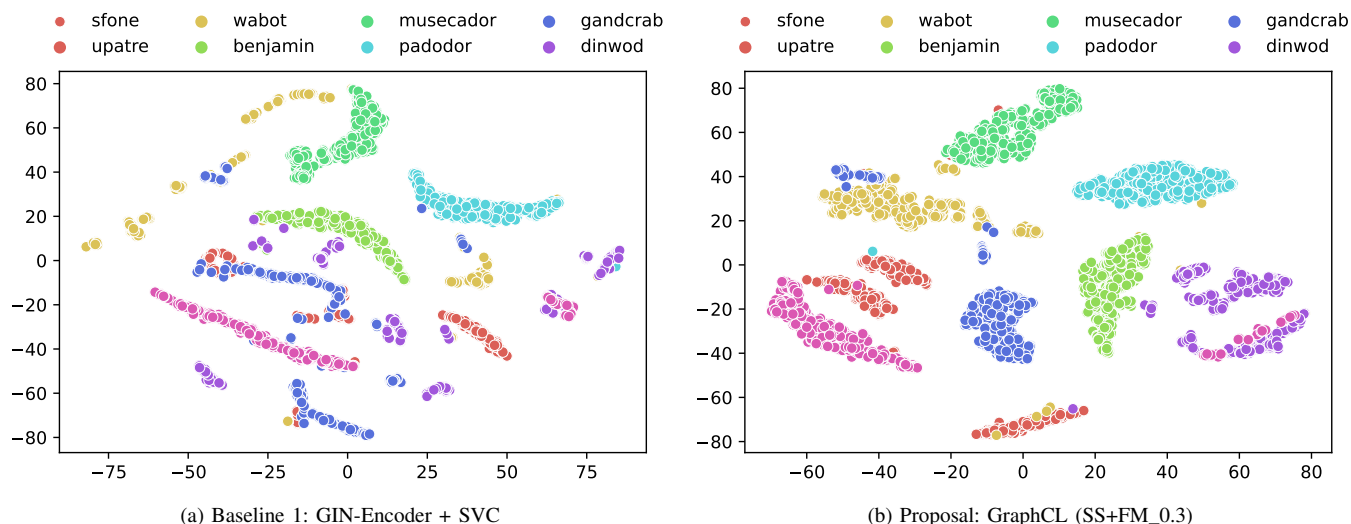 sfone wabot musecador gandcrab
upatre benjamin padodor dinwod
80
60
40
20
0
−20
−40
−60
−80
−75 −50 −25 0 25 50 75
(a) Baseline 1: GIN-Encoder + SVC
sfone wabot musecador gandcrab
upatre benjamin padodor dinwod
80
60
40
20
0
−20
−40
−60
−80
−60 −40 −20 0 20 40 60 80
(b) Proposal: GraphCL (SS+FM_0.3)